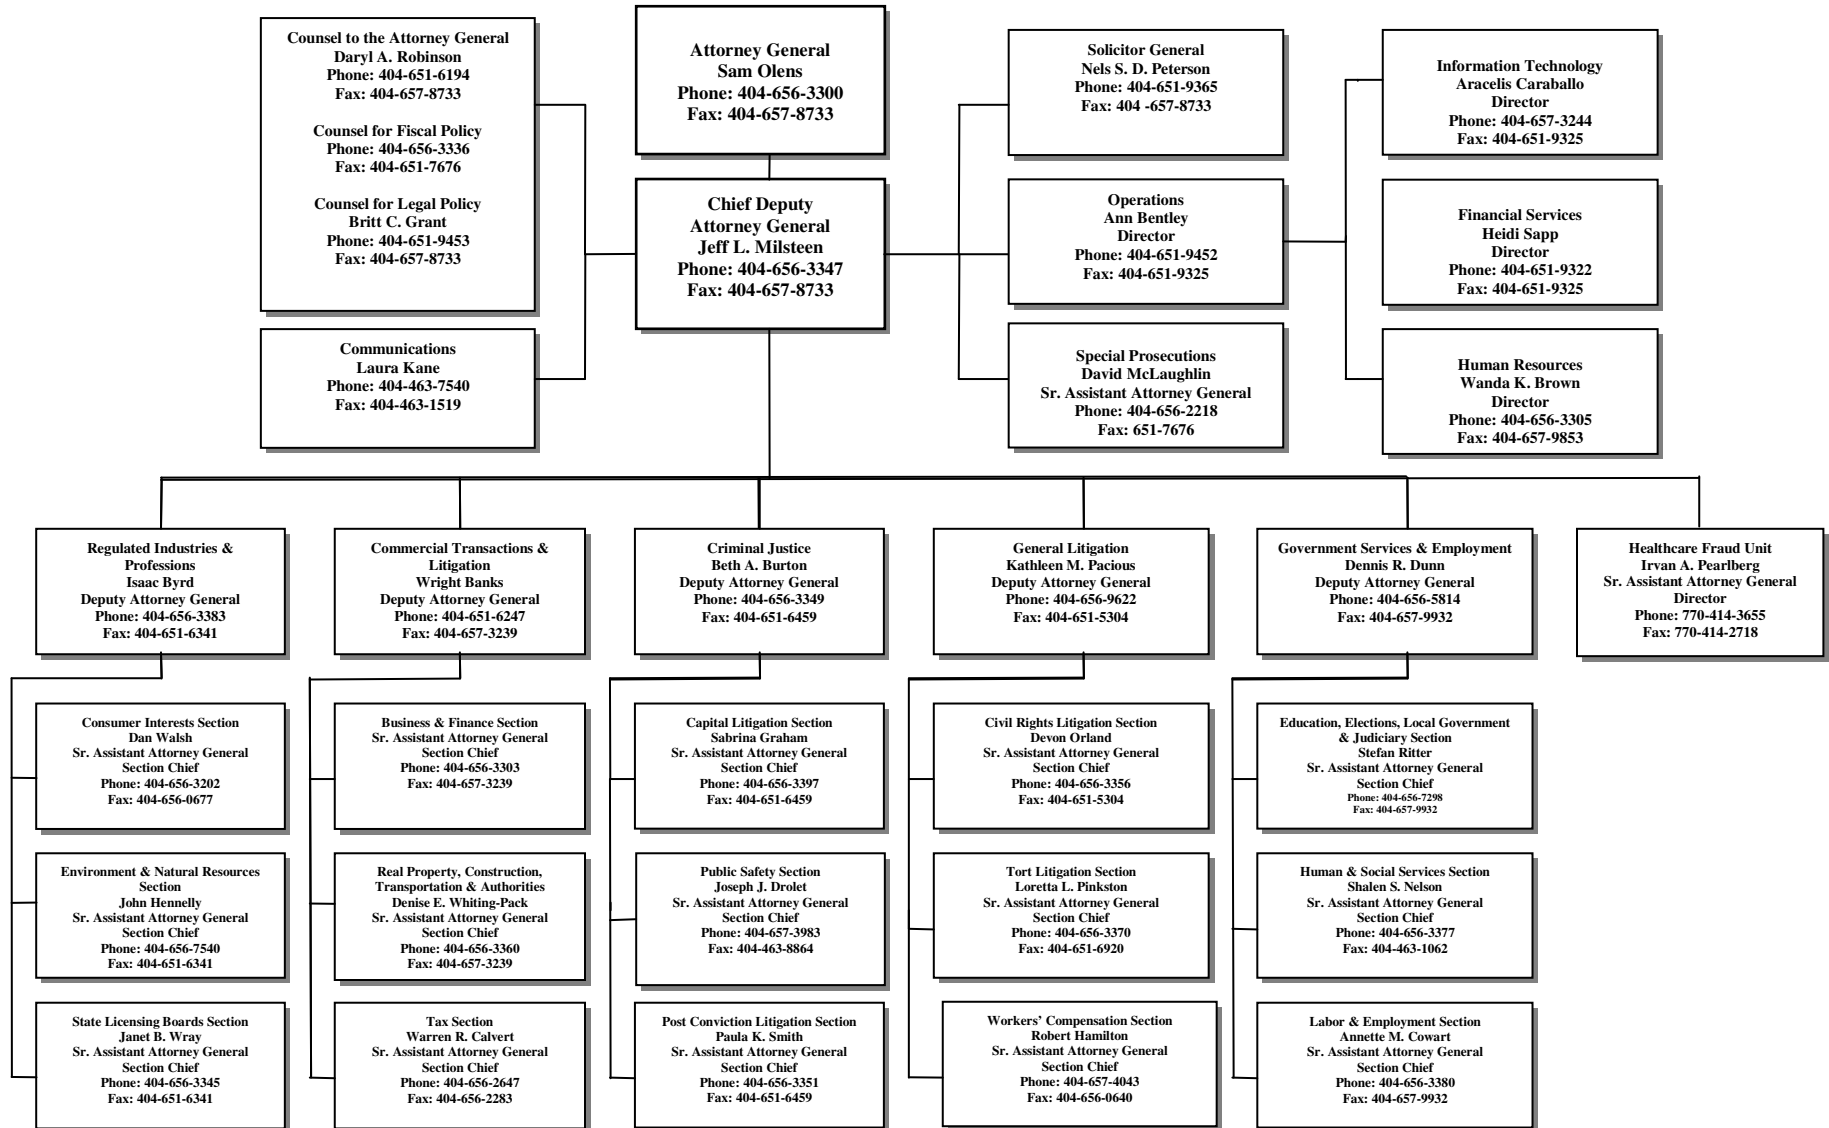 Counsel to the Attorney General
Daryl A. Robinson
Phone: 404-651-6194
Fax: 404-657-8733
Counsel for Fiscal Policy
Phone: 404-656-3336
Fax: 404-651-7676
Counsel for Legal Policy
Britt C. Grant
Phone: 404-651-9453
Fax: 404-657-8733
Communications
Laura Kane
Phone: 404-463-7540
Fax: 404-463-1519
Attorney General
Sam Olens
Phone: 404-656-3300
Fax: 404-657-8733
Chief Deputy
Attorney General
Jeff L. Milsteen
Phone: 404-656-3347
Fax: 404-657-8733
Solicitor General
Nels S. D. Peterson
Phone: 404-651-9365
Fax: 404 -657-8733
Operations
Ann Bentley
Director
Phone: 404-651-9452
Fax: 404-651-9325
Special Prosecutions
David McLaughlin
Sr. Assistant Attorney General
Phone: 404-656-2218
Fax: 651-7676
Information Technology
Aracelis Caraballo
Director
Phone: 404-657-3244
Fax: 404-651-9325
Financial Services
Heidi Sapp
Director
Phone: 404-651-9322
Fax: 404-651-9325
Human Resources
Wanda K. Brown
Director
Phone: 404-656-3305
Fax: 404-657-9853
Regulated Industries &
Professions
Isaac Byrd
Deputy Attorney General
Phone: 404-656-3383
Fax: 404-651-6341
Commercial Transactions &
Litigation
Wright Banks
Deputy Attorney General
Phone: 404-651-6247
Fax: 404-657-3239
Criminal Justice
Beth A. Burton
Deputy Attorney General
Phone: 404-656-3349
Fax: 404-651-6459
General Litigation
Kathleen M. Pacious
Deputy Attorney General
Phone: 404-656-9622
Fax: 404-651-5304
Government Services & Employment
Dennis R. Dunn
Deputy Attorney General
Phone: 404-656-5814
Fax: 404-657-9932
Healthcare Fraud Unit
Irvan A. Pearlberg
Sr. Assistant Attorney General
Director
Phone: 770-414-3655
Fax: 770-414-2718
Consumer Interests Section
Dan Walsh
Sr. Assistant Attorney General
Section Chief
Phone: 404-656-3202
Fax: 404-656-0677
Business & Finance Section
Sr. Assistant Attorney General
Section Chief
Phone: 404-656-3303
Fax: 404-657-3239
Capital Litigation Section
Sabrina Graham
Sr. Assistant Attorney General
Section Chief
Phone: 404-656-3397
Fax: 404-651-6459
Civil Rights Litigation Section
Devon Orland
Sr. Assistant Attorney General
Section Chief
Phone: 404-656-3356
Fax: 404-651-5304
Education, Elections, Local Government
& Judiciary Section
Stefan Ritter
Sr. Assistant Attorney General
Section Chief
Phone: 404-656-7298
Fax: 404-657-9932
Environment & Natural Resources
Section
John Hennelly
Sr. Assistant Attorney General
Section Chief
Phone: 404-656-7540
Fax: 404-651-6341
Real Property, Construction,
Transportation & Authorities
Denise E. Whiting-Pack
Sr. Assistant Attorney General
Section Chief
Phone: 404-656-3360
Fax: 404-657-3239
Public Safety Section
Joseph J. Drolet
Sr. Assistant Attorney General
Section Chief
Phone: 404-657-3983
Fax: 404-463-8864
Tort Litigation Section
Loretta L. Pinkston
Sr. Assistant Attorney General
Section Chief
Phone: 404-656-3370
Fax: 404-651-6920
Human & Social Services Section
Shalen S. Nelson
Sr. Assistant Attorney General
Section Chief
Phone: 404-656-3377
Fax: 404-463-1062
State Licensing Boards Section
Janet B. Wray
Sr. Assistant Attorney General
Section Chief
Phone: 404-656-3345
Fax: 404-651-6341
Tax Section
Warren R. Calvert
Sr. Assistant Attorney General
Section Chief
Phone: 404-656-2647
Fax: 404-656-2283
Post Conviction Litigation Section
Paula K. Smith
Sr. Assistant Attorney General
Section Chief
Phone: 404-656-3351
Fax: 404-651-6459
Workers’ Compensation Section
Robert Hamilton
Sr. Assistant Attorney General
Section Chief
Phone: 404-657-4043
Fax: 404-656-0640
Labor & Employment Section
Annette M. Cowart
Sr. Assistant Attorney General
Section Chief
Phone: 404-656-3380
Fax: 404-657-9932